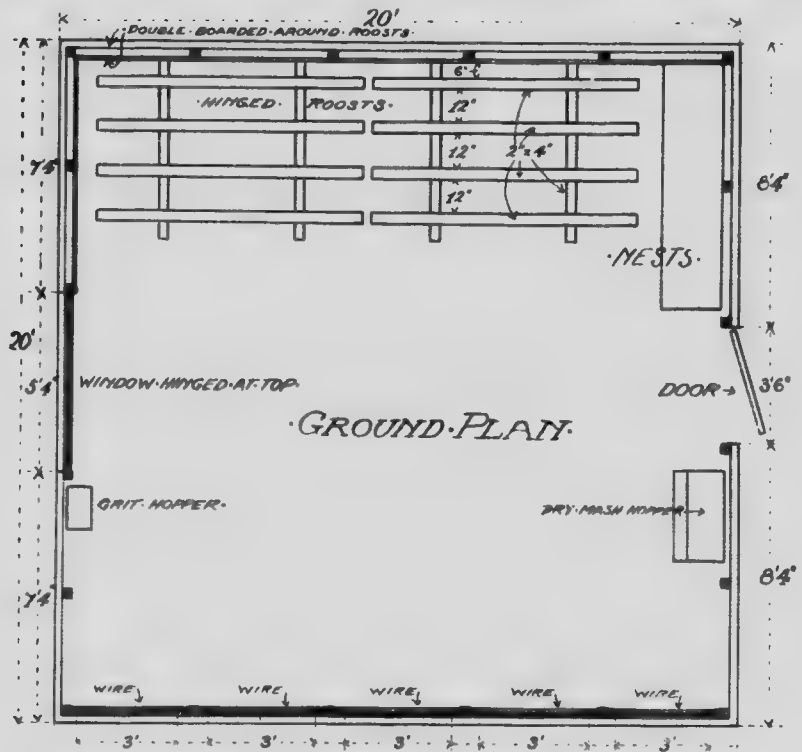 20'
DOUBLE·BOARDED·AROUND·ROOSTS·
6"
·HINGED· ROOSTS·
12"
12"
2"x4"
12"
7'4"
8'4"
·NESTS·
20'
5'4"
WINDOW·HINGED·AT·TOP·
DOOR
3'6"
·GROUND·PLAN·
GRIT·HOPPER·
DRY·MASH HOPPER
7'4"
8'4"
WIRE WIRE WIRE WIRE WIRE
3' 3' 3' 3' 3'